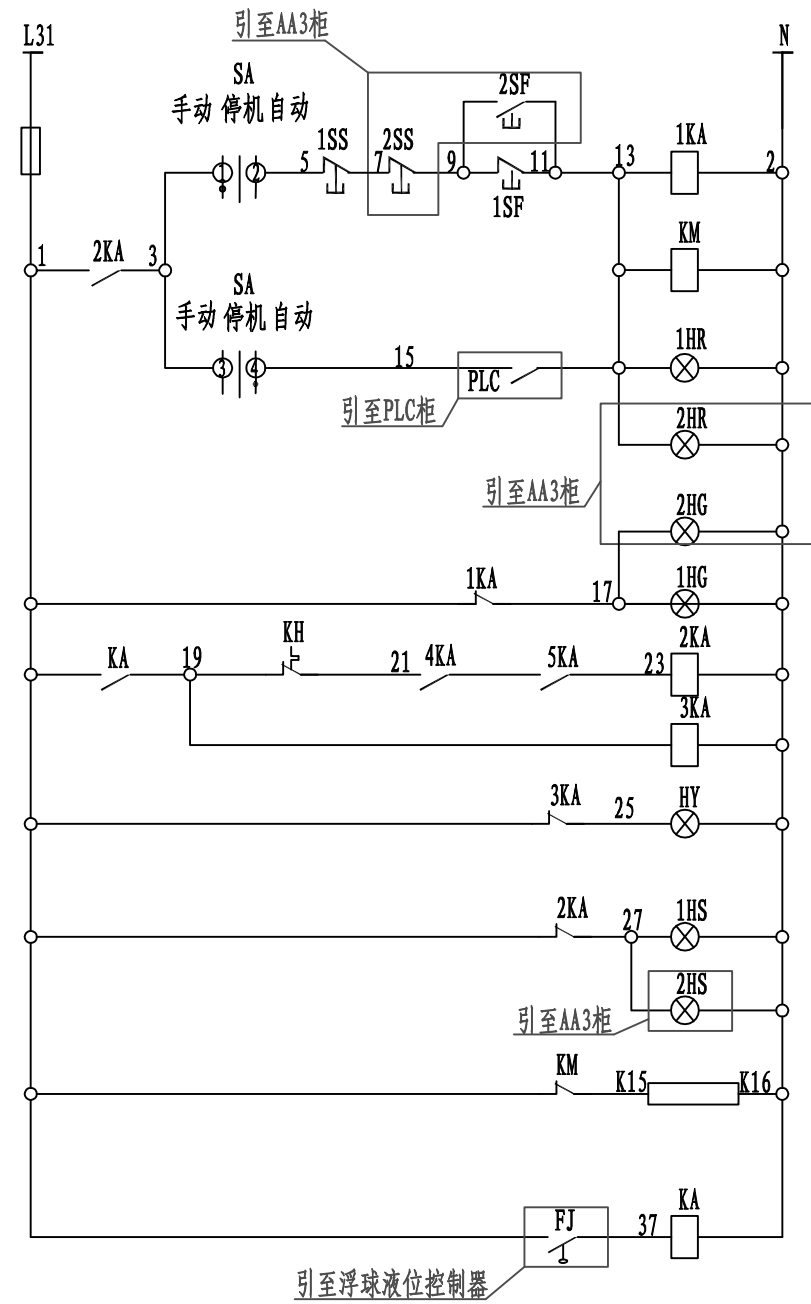 引至AA3柜
L31
N
SA
手动 停机 自动
2SF
1SS
2SS
1KA
1
2
5
7
9
11
13
2
1SF
KM
1
2KA
3
SA
手动 停机 自动
1HR
3
4
15
PLC
引至PLC柜
2HR
引至AA3柜
2HG
1KA
17
1HG
KA
19
KH
21
4KA
5KA
23
2KA
3KA
3KA
25
HY
2KA
27
1HS
2HS
引至AA3柜
KM
K15
K16
FJ
37
KA
引至浮球液位控制器